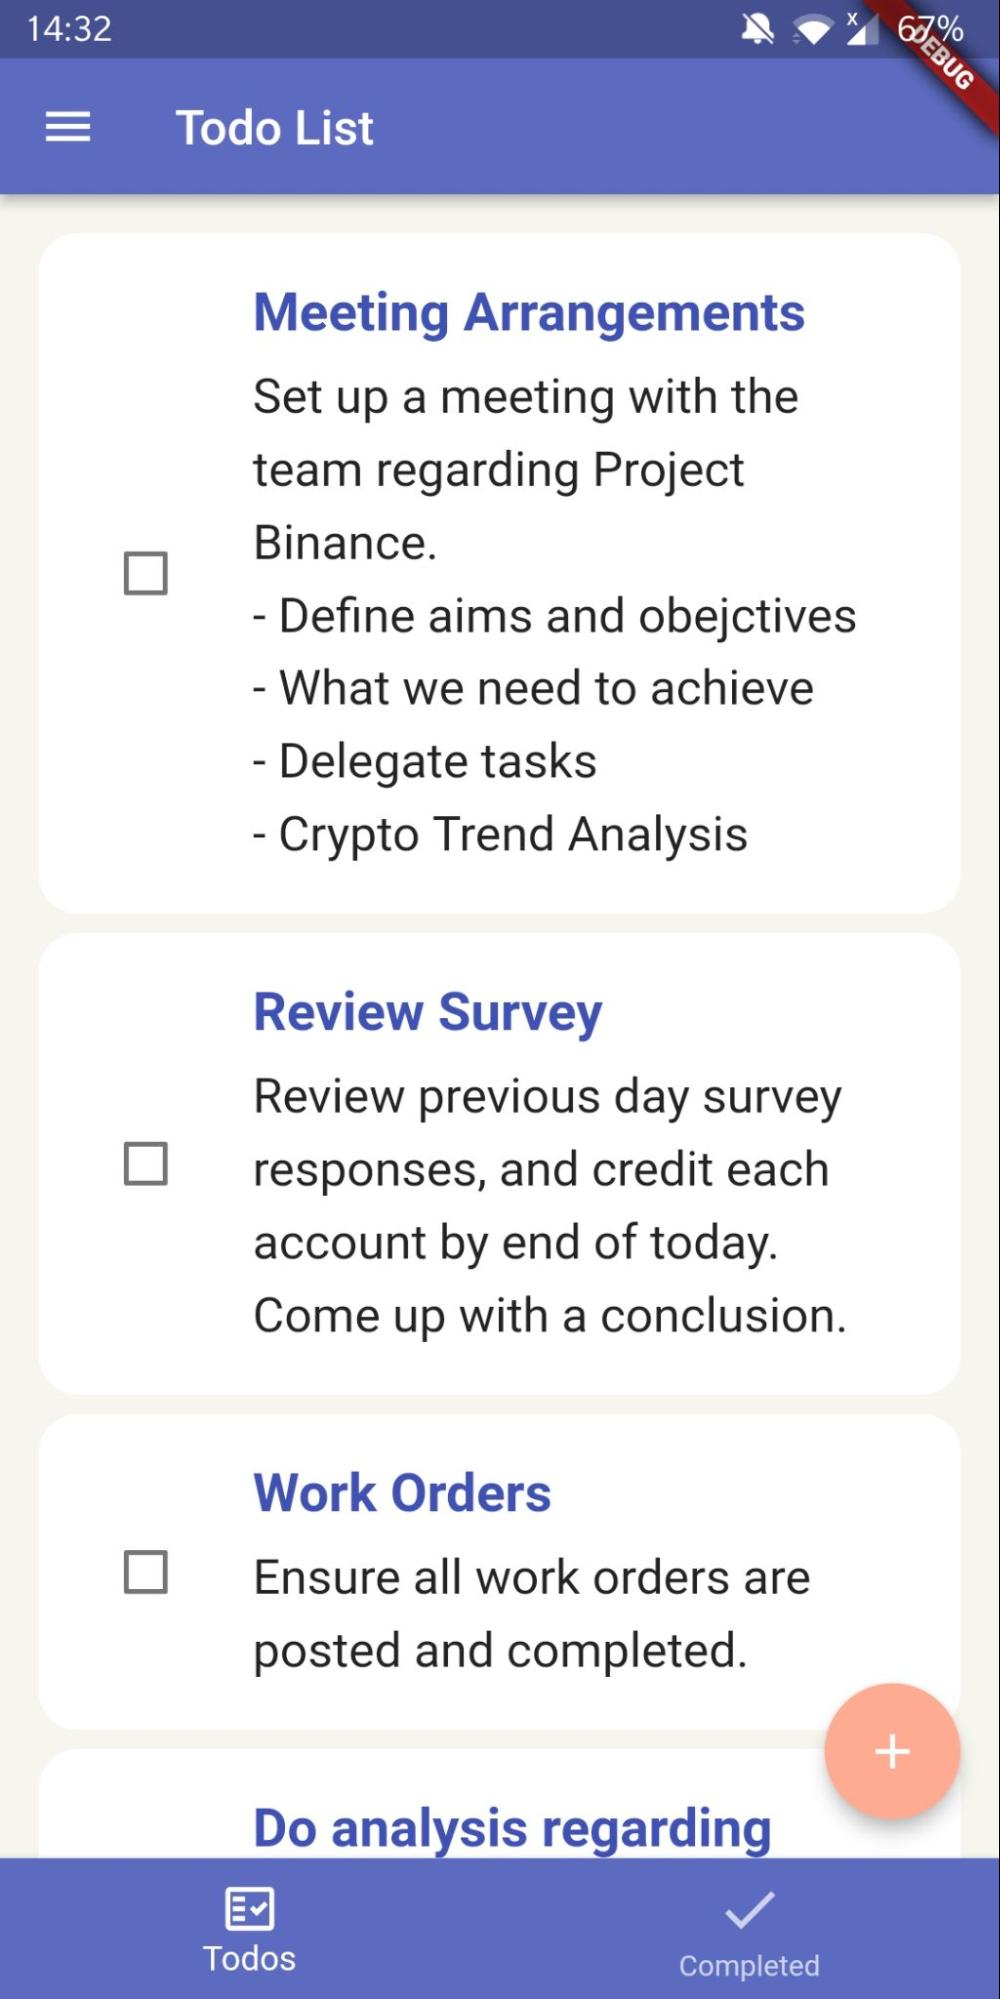 14:32
x
67%
DEBUG
Todo List
Meeting Arrangements
Set up a meeting with the
team regarding Project
Binance.
- Define aims and obejctives
- What we need to achieve
- Delegate tasks
- Crypto Trend Analysis
Review Survey
Review previous day survey
responses, and credit each
account by end of today.
Come up with a conclusion.
Work Orders
Ensure all work orders are
posted and completed.
+
Do analysis regarding
Todos
Completed